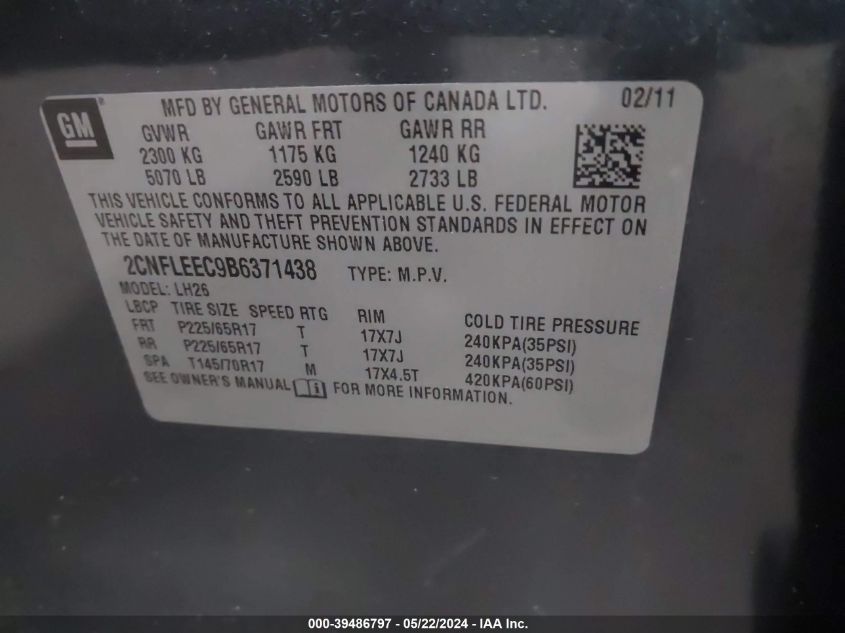 GM
MFD BY GENERAL MOTORS OF CANADA LTD. 02/11
GVWR GAWR FRT GAWR RR
2300 KG 1175 KG 1240 KG
5070 LB 2590 LB 2733 LB
THIS VEHICLE CONFORMS TO ALL APPLICABLE U.S. FEDERAL MOTOR
VEHICLE SAFETY AND THEFT PREVENTION STANDARDS IN EFFECT ON
THE DATE OF MANUFACTURE SHOWN ABOVE.
2CNFLEEC9B6371438 TYPE: M.P.V.
MODEL: LH26
LBCP TIRE SIZE SPEED RTG RIM COLD TIRE PRESSURE
FRT P225/65R17 T 17X7J 240KPA(35PSI)
RR P225/65R17 T 17X7J 240KPA(35PSI)
SPA T145/70R17 M 17X4.5T 420KPA(60PSI)
SEE OWNER'S MANUAL FOR MORE INFORMATION.
000-39486797 - 05/22/2024 - IAA Inc.